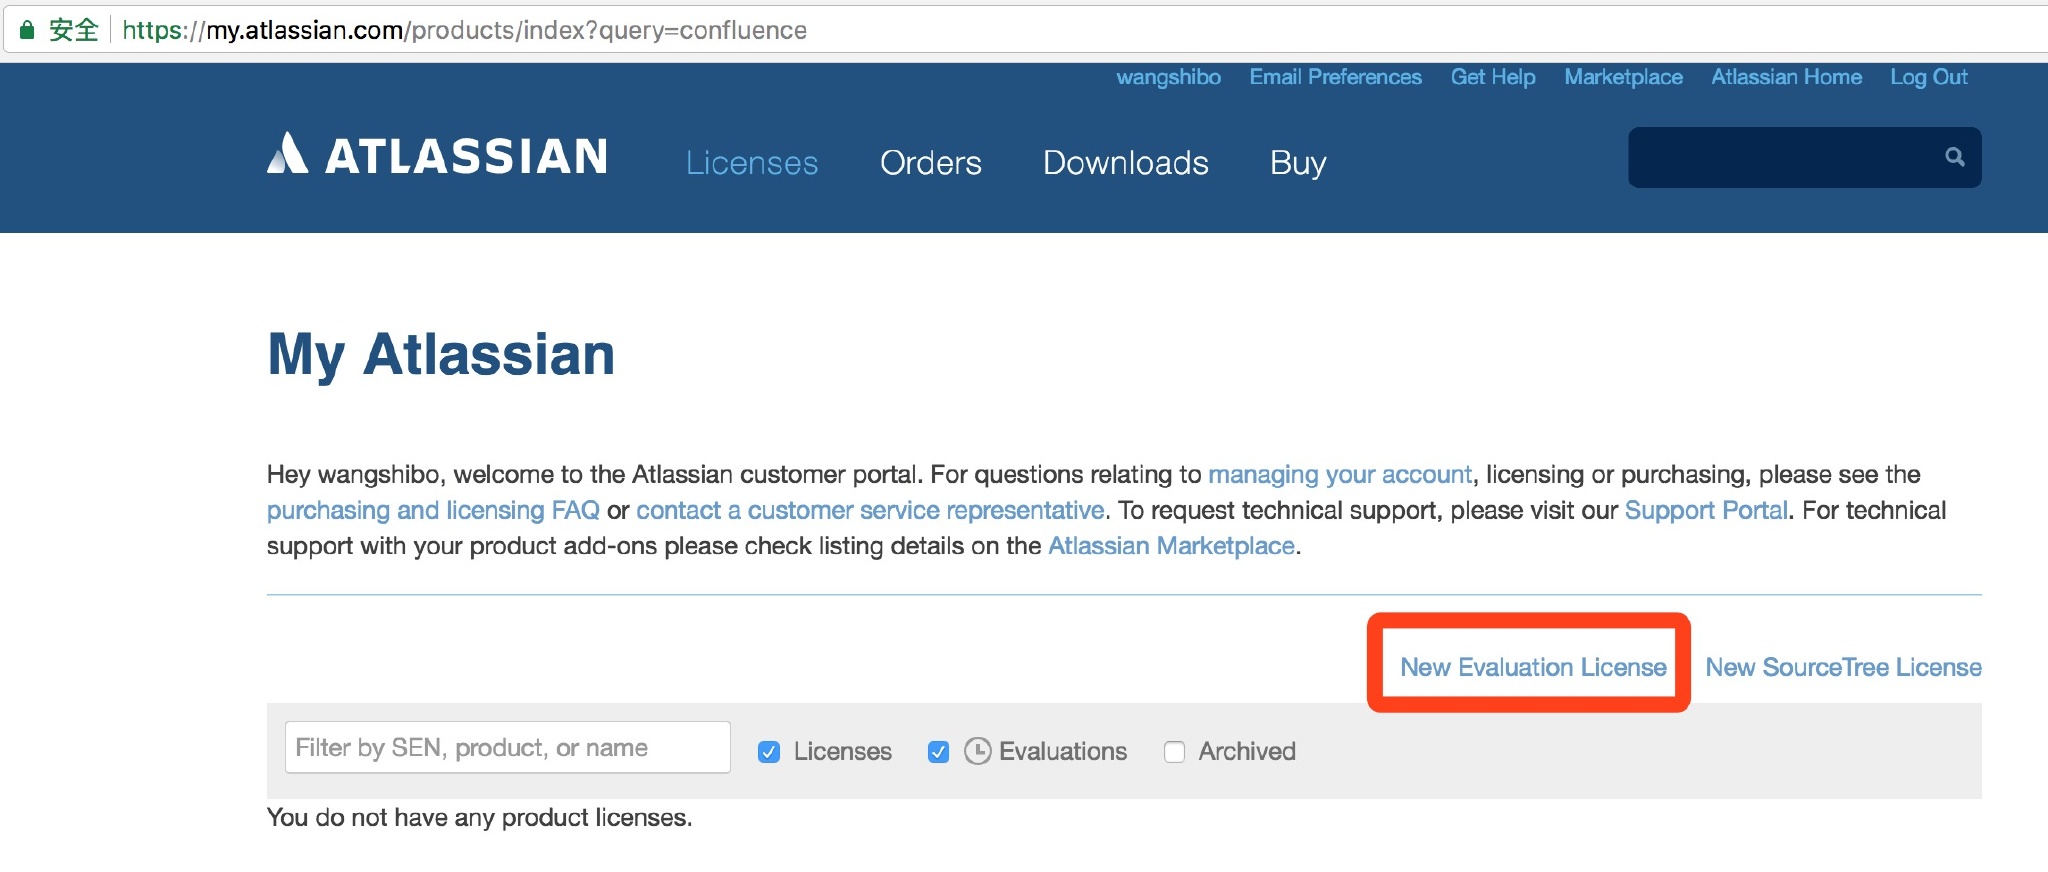 安全 https://my.atlassian.com/products/index?query=confluence
wangshibo Email Preferences Get Help Marketplace Atlassian Home Log Out
ATLASSIAN Licenses Orders Downloads Buy
My Atlassian
Hey wangshibo, welcome to the Atlassian customer portal. For questions relating to managing your account, licensing or purchasing, please see the
purchasing and licensing FAQ or contact a customer service representative. To request technical support, please visit our Support Portal. For technical
support with your product add-ons please check listing details on the Atlassian Marketplace.
New Evaluation License New SourceTree License
Filter by SEN, product, or name Licenses Evaluations Archived
You do not have any product licenses.